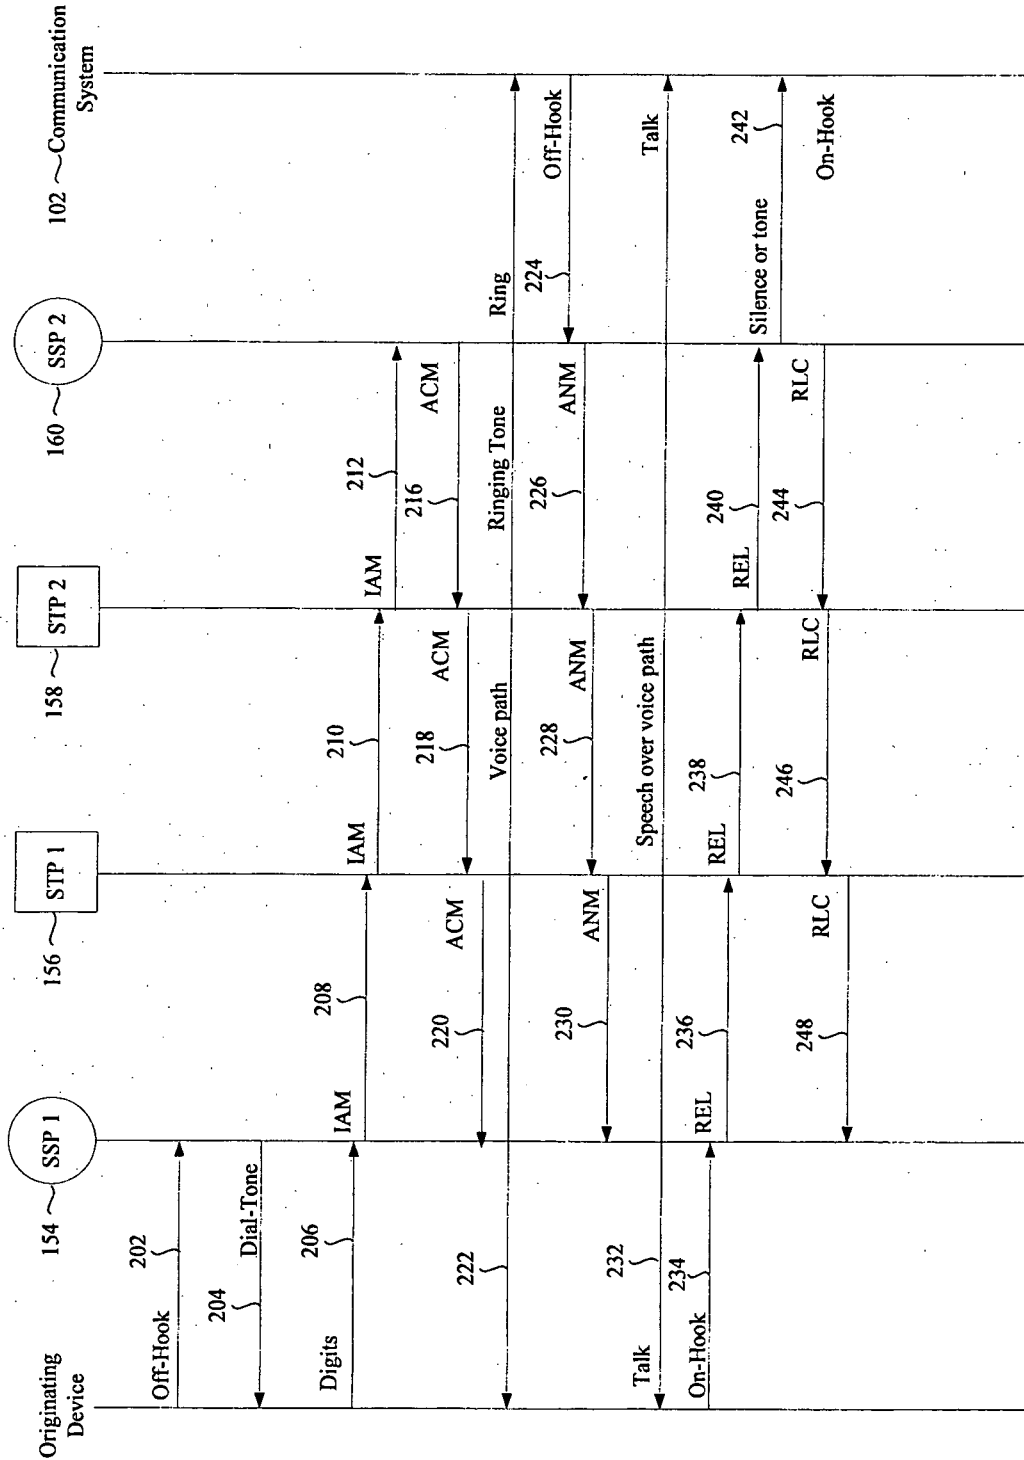 Originating
Device
154
SSP 1
156
STP 1
158
STP 2
160
SSP 2
102
Communication
System
Off-Hook
202
204
Dial-Tone
Digits
206
IAM
208
IAM
210
IAM
212
ACM
216
ACM
218
ACM
220
222
Voice path
Ringing Tone
Ring
Off-Hook
224
ANM
226
ANM
228
ANM
230
Talk
232
Speech over voice path
Talk
On-Hook
234
REL
236
REL
238
REL
240
Silence or tone
242
On-Hook
RLC
244
RLC
246
RLC
248